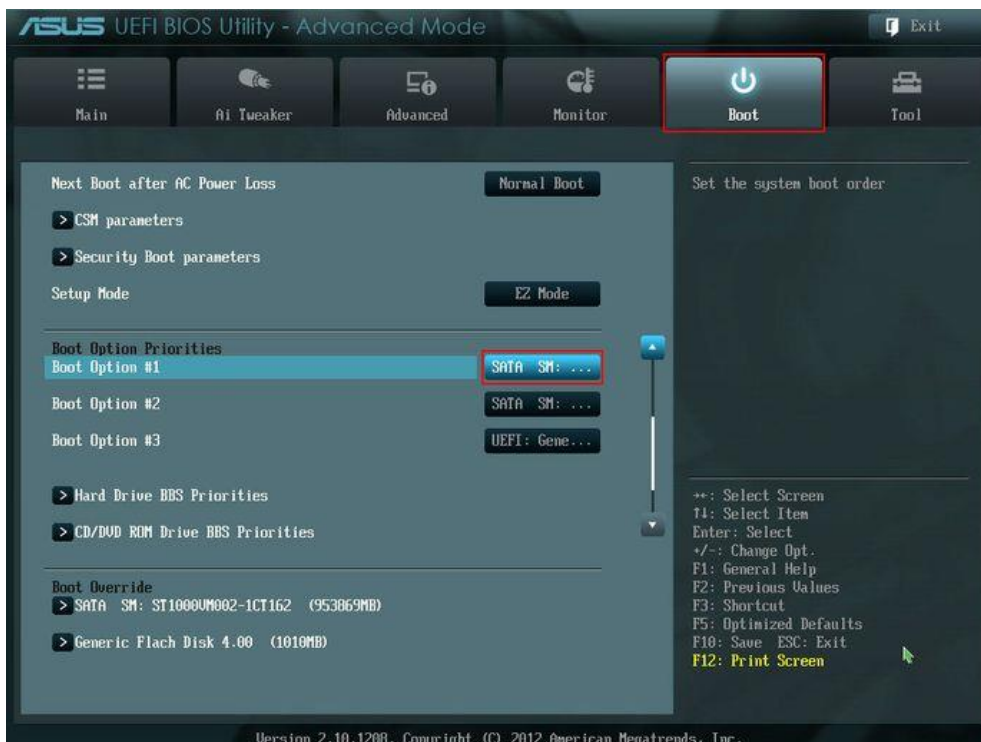 ASUS UEFI BIOS Utility - Advanced Mode
Exit
Main
Ai Tweaker
Advanced
Monitor
Boot
Tool
Next Boot after AC Power Loss
Normal Boot
Set the system boot order
> CSM parameters
> Security Boot parameters
Setup Mode
EZ Mode
Boot Option Priorities
Boot Option #1
SATA SM: ...
Boot Option #2
SATA SM: ...
Boot Option #3
UEFI: Gene...
> Hard Drive BBS Priorities
> CD/DVD ROM Drive BBS Priorities
Boot Override
> SATA SM: ST1000VM002-1CT162 (953869MB)
> Generic Flach Disk 4.00 (1010MB)
→←: Select Screen
↑↓: Select Item
Enter: Select
+/-: Change Opt.
F1: General Help
F2: Previous Values
F3: Shortcut
F5: Optimized Defaults
F10: Save ESC: Exit
F12: Print Screen
Version 2.10.1208. Copyright (C) 2012 American Megatrends, Inc.